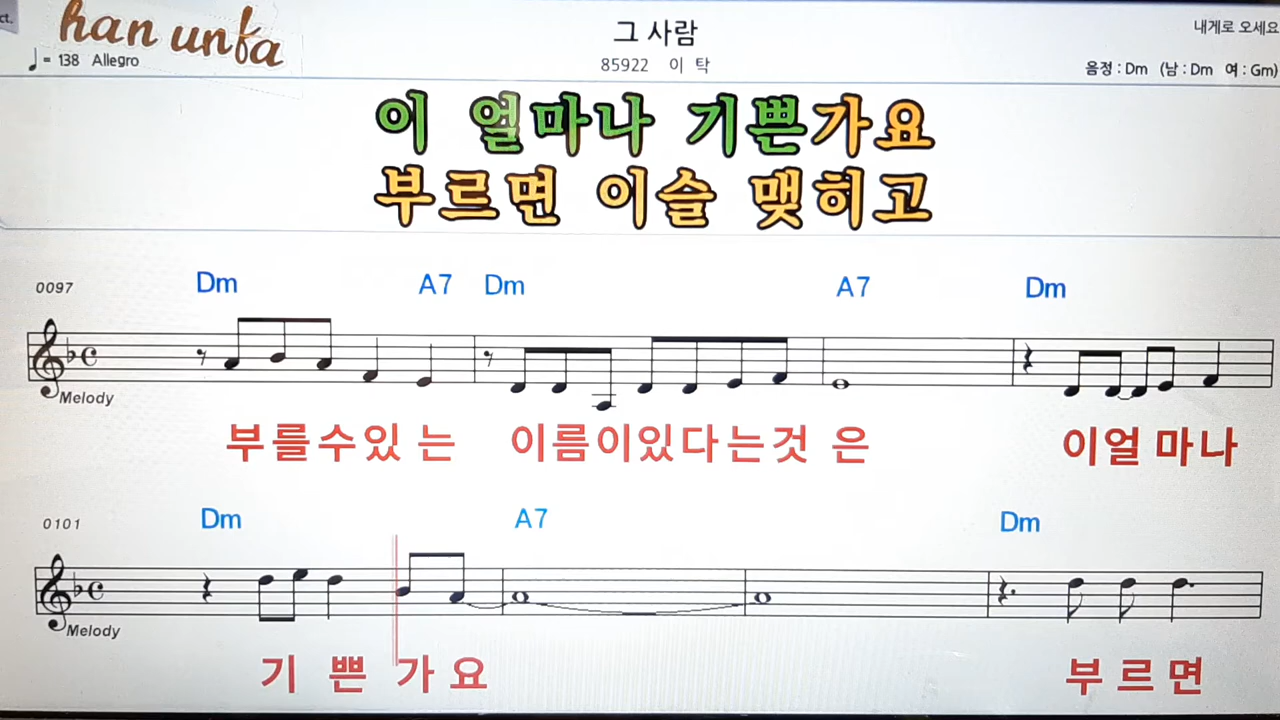 ct.
han unfa
♩ = 138 Allegro
그 사람
85922 이 탁
내게로 오세요
음정 : Dm (남 : Dm 여 : Gm)
이 얼마나 기쁜가요
부르면 이슬 맺히고
0097 Dm A7 Dm A7 Dm
Melody
부를수있 는 이름이있다는것 은 이얼 마나
0101 Dm A7 Dm
Melody
기 쁜 가 요 부르면